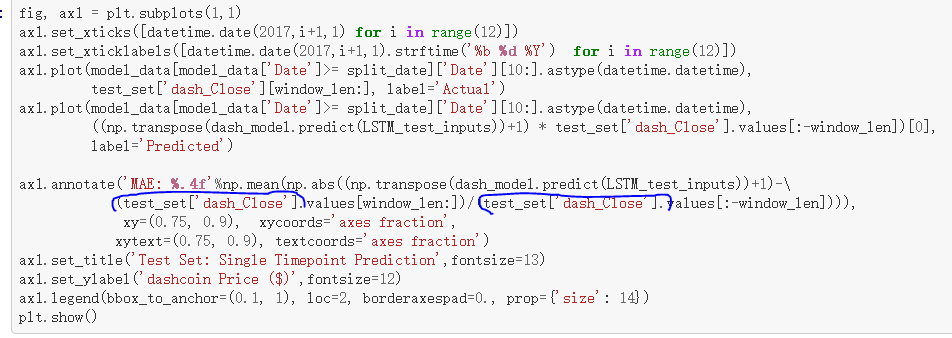 :
fig, ax1 = plt.subplots(1,1)
ax1.set_xticks([datetime.date(2017,i+1,1) for i in range(12)])
ax1.set_xticklabels([datetime.date(2017,i+1,1).strftime('%b %d %Y')  for i in range(12)])
ax1.plot(model_data[model_data['Date']>= split_date]['Date'][10:].astype(datetime.datetime),
         test_set['dash_Close'][window_len:], label='Actual')
ax1.plot(model_data[model_data['Date']>= split_date]['Date'][10:].astype(datetime.datetime),
         ((np.transpose(dash_model.predict(LSTM_test_inputs))+1) * test_set['dash_Close'].values[:-window_len])[0],
         label='Predicted')
ax1.annotate('MAE: %.4f'%np.mean(np.abs((np.transpose(dash_model.predict(LSTM_test_inputs))+1)-\
            (test_set['dash_Close'].values[window_len:])/(test_set['dash_Close'].values[:-window_len]))),
             xy=(0.75, 0.9),  xycoords='axes fraction',
            xytext=(0.75, 0.9), textcoords='axes fraction')
ax1.set_title('Test Set: Single Timepoint Prediction',fontsize=13)
ax1.set_ylabel('dashcoin Price ($)',fontsize=12)
ax1.legend(bbox_to_anchor=(0.1, 1), loc=2, borderaxespad=0., prop={'size': 14})
plt.show()